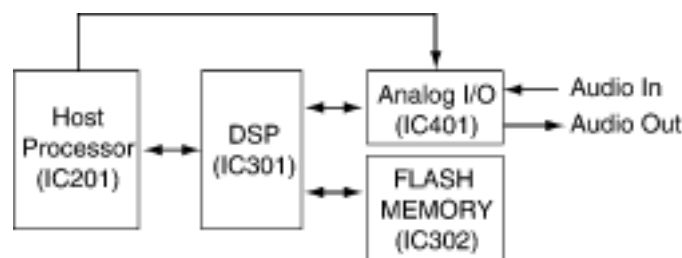 Host
Processor
(IC201)
DSP
(IC301)
Analog I/O
(IC401)
Audio In
Audio Out
FLASH
MEMORY
(IC302)